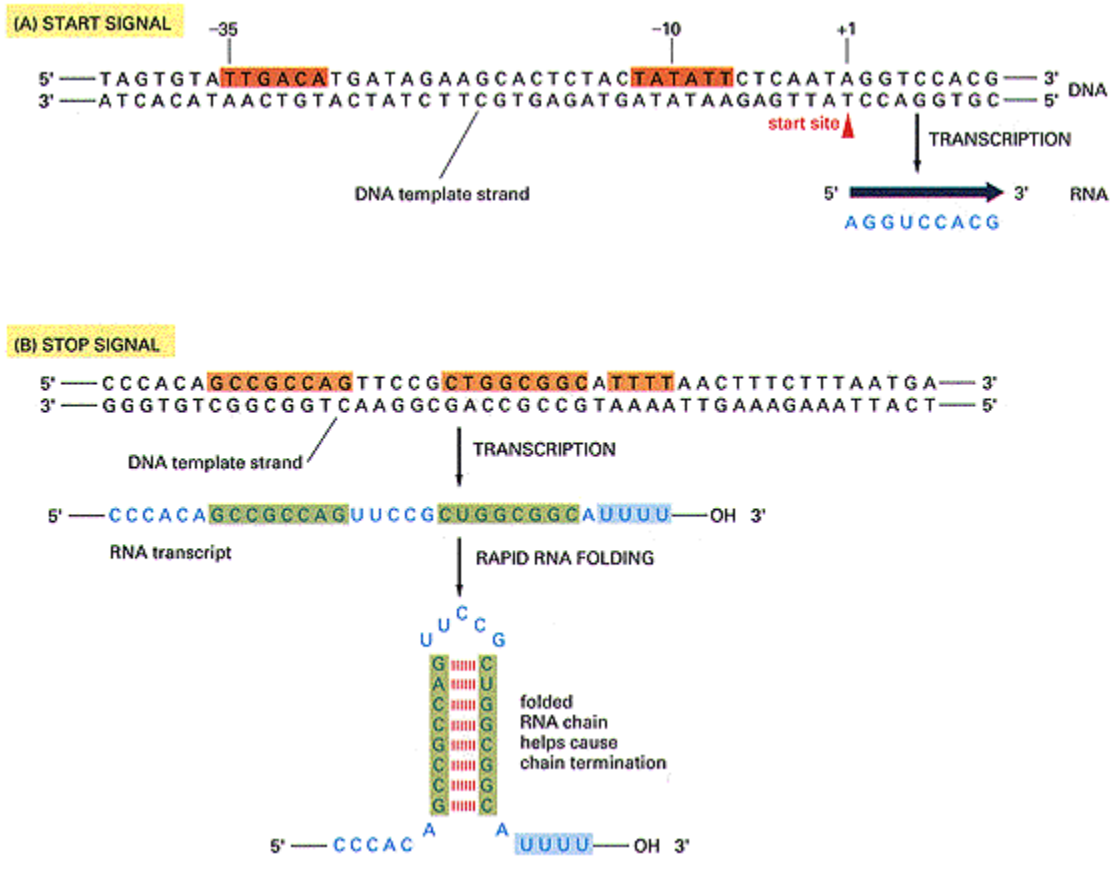 (A) START SIGNAL
−35 −10 +1
5' TAGTGTATTGACATGATAGAAGCACTCTACTATATTCTCAATAGGTCCACG 3'
3' ATCACATAACTGTACTATCTTCGTGAGATGATATAAGAGTTATCCAGGTGC 5'
DNA
start site
TRANSCRIPTION
DNA template strand
5' 3' RNA
AGGUCCACG
(B) STOP SIGNAL
5' CCCACAGCCGCCAGTTCCGCTGGCGGCATTTTAACTTTCTTTAATGA 3'
3' GGGTGTCGGCGGTCAAGGCGACCGCCGTAAAATTGAAAGAAATTACT 5'
TRANSCRIPTION
DNA template strand
5' CCCACAGCCGCCAGUUCCGCUGGCGGCAUUUU OH 3'
RNA transcript
RAPID RNA FOLDING
C
U C
U G
G C
A U
C G
C G
G C
C G
C G
G C
folded
RNA chain
helps cause
chain termination
A A
5' CCCAC UUUU OH 3'